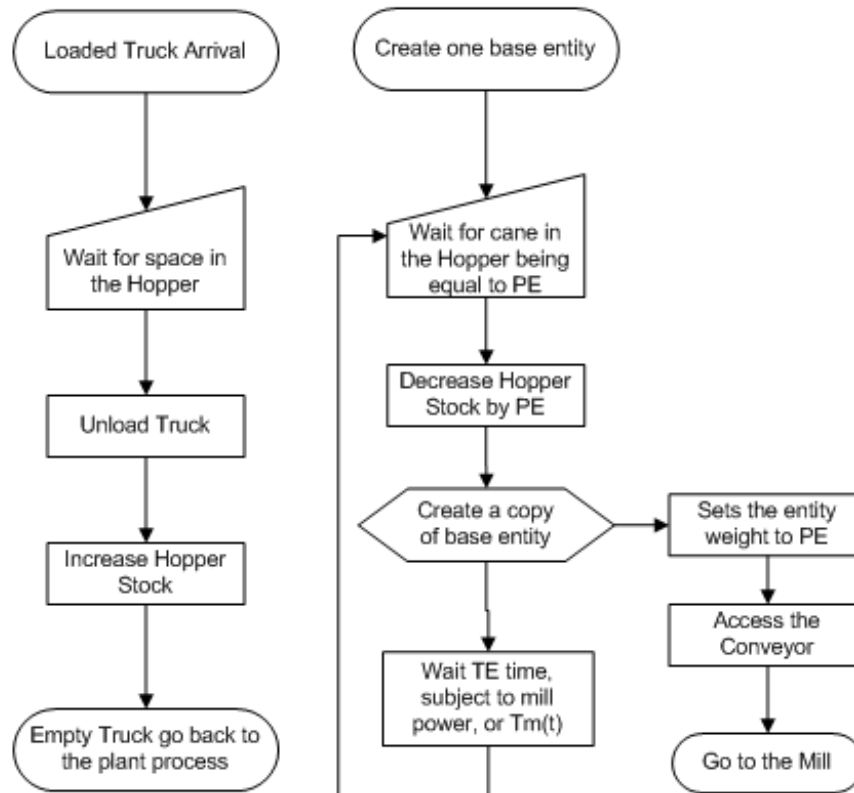 Loaded Truck Arrival
Wait for space in
the Hopper
Unload Truck
Increase Hopper
Stock
Empty Truck go back to
the plant process
Create one base entity
Wait for cane in
the Hopper being
equal to PE
Decrease Hopper
Stock by PE
Create a copy
of base entity
Wait TE time,
subject to mill
power, or Tm(t)
Sets the entity
weight to PE
Access the
Conveyor
Go to the Mill